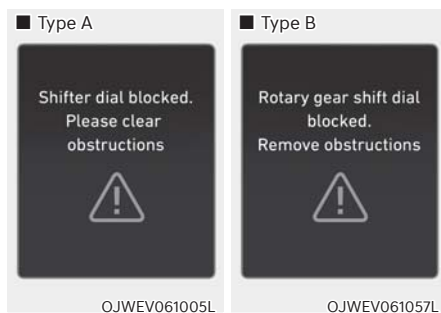 ■ Type A
Shifter dial blocked.
Please clear
obstructions
OJWEV061005L
■ Type B
Rotary gear shift dial
blocked.
Remove obstructions
OJWEV061057L